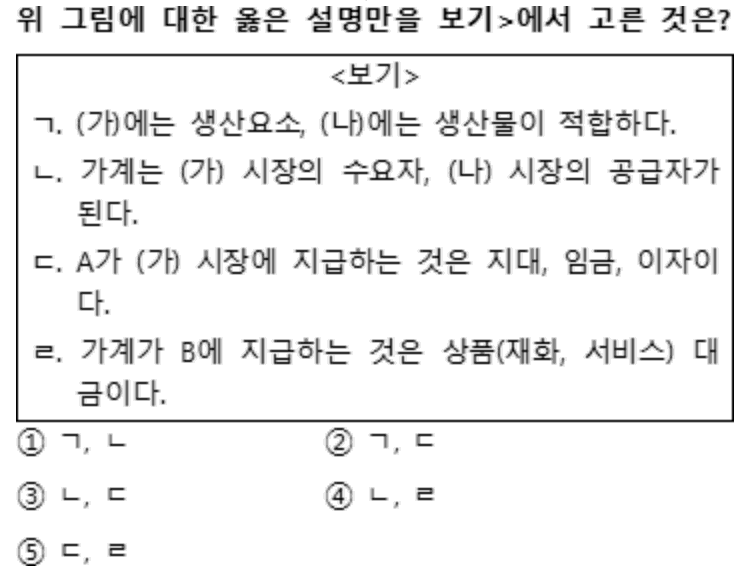 위 그림에 대한 옳은 설명만을 보기>에서 고른 것은?
<보기>
ㄱ. (가)에는 생산요소, (나)에는 생산물이 적합하다.
ㄴ. 가계는 (가) 시장의 수요자, (나) 시장의 공급자가
된다.
ㄷ. A가 (가) 시장에 지급하는 것은 지대, 임금, 이자이
다.
ㄹ. 가계가 B에 지급하는 것은 상품(재화, 서비스) 대
금이다.
① ㄱ, ㄴ ② ㄱ, ㄷ
③ ㄴ, ㄷ ④ ㄴ, ㄹ
⑤ ㄷ, ㄹ